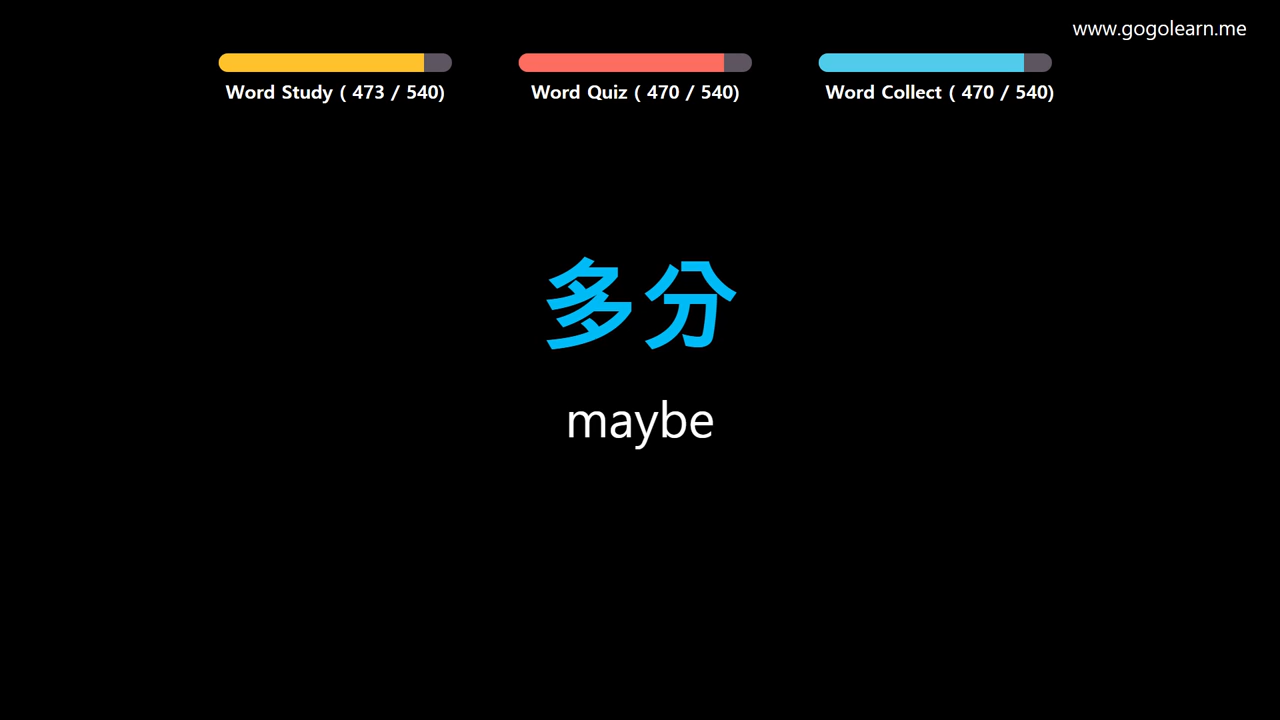 www.gogolearn.me
Word Study ( 473 / 540)
Word Quiz ( 470 / 540)
Word Collect ( 470 / 540)
多分
maybe